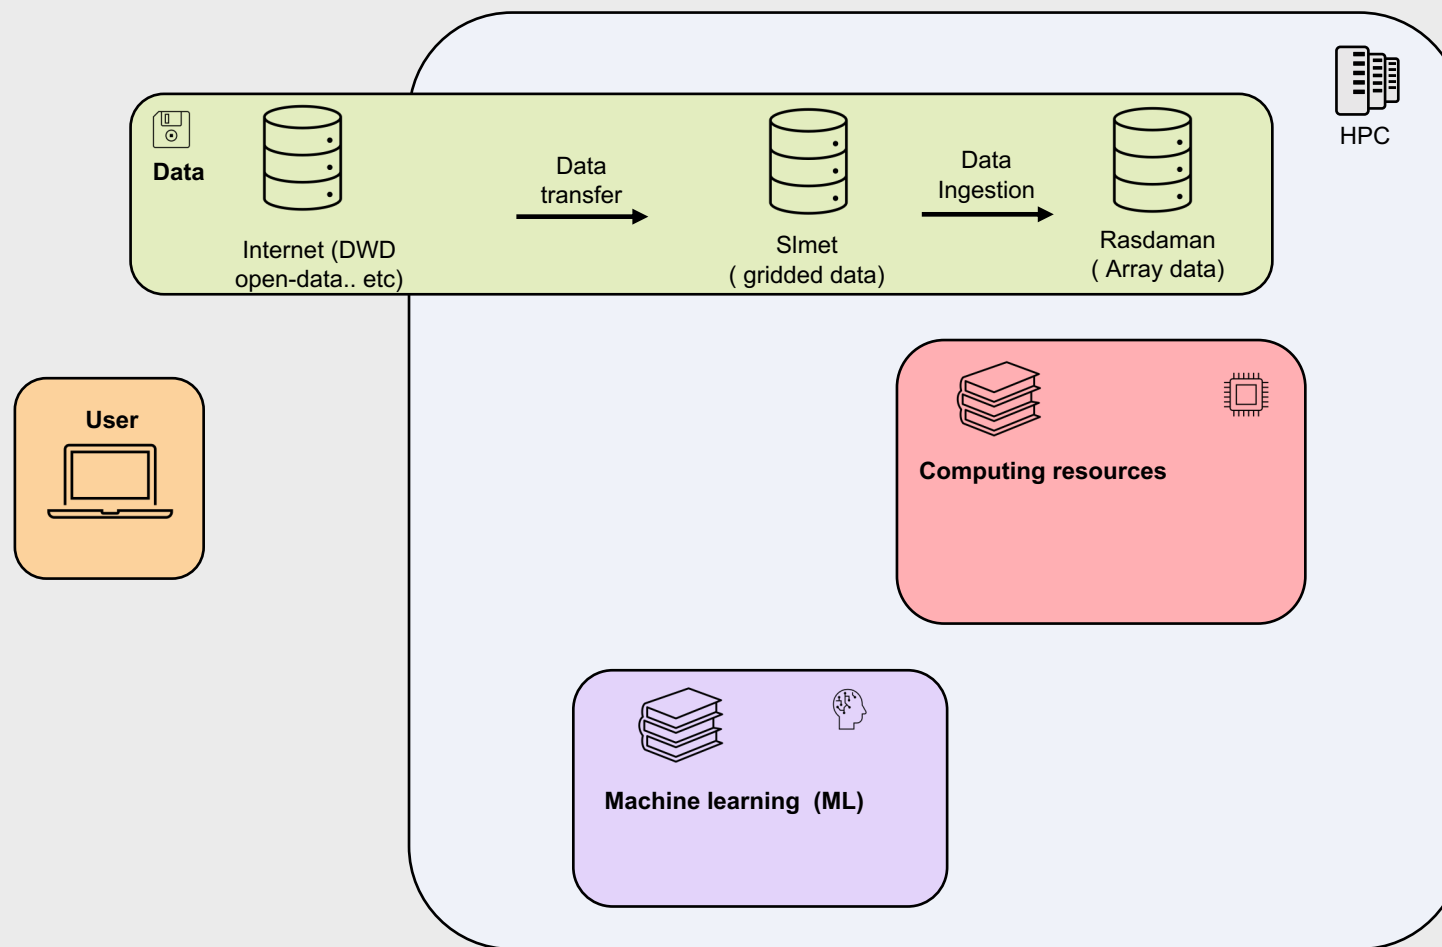 HPC
Data
Internet (DWD
open-data.. etc)
Data
transfer
Slmet
( gridded data)
Data
Ingestion
Rasdaman
( Array data)
User
Computing resources
Machine learning  (ML)